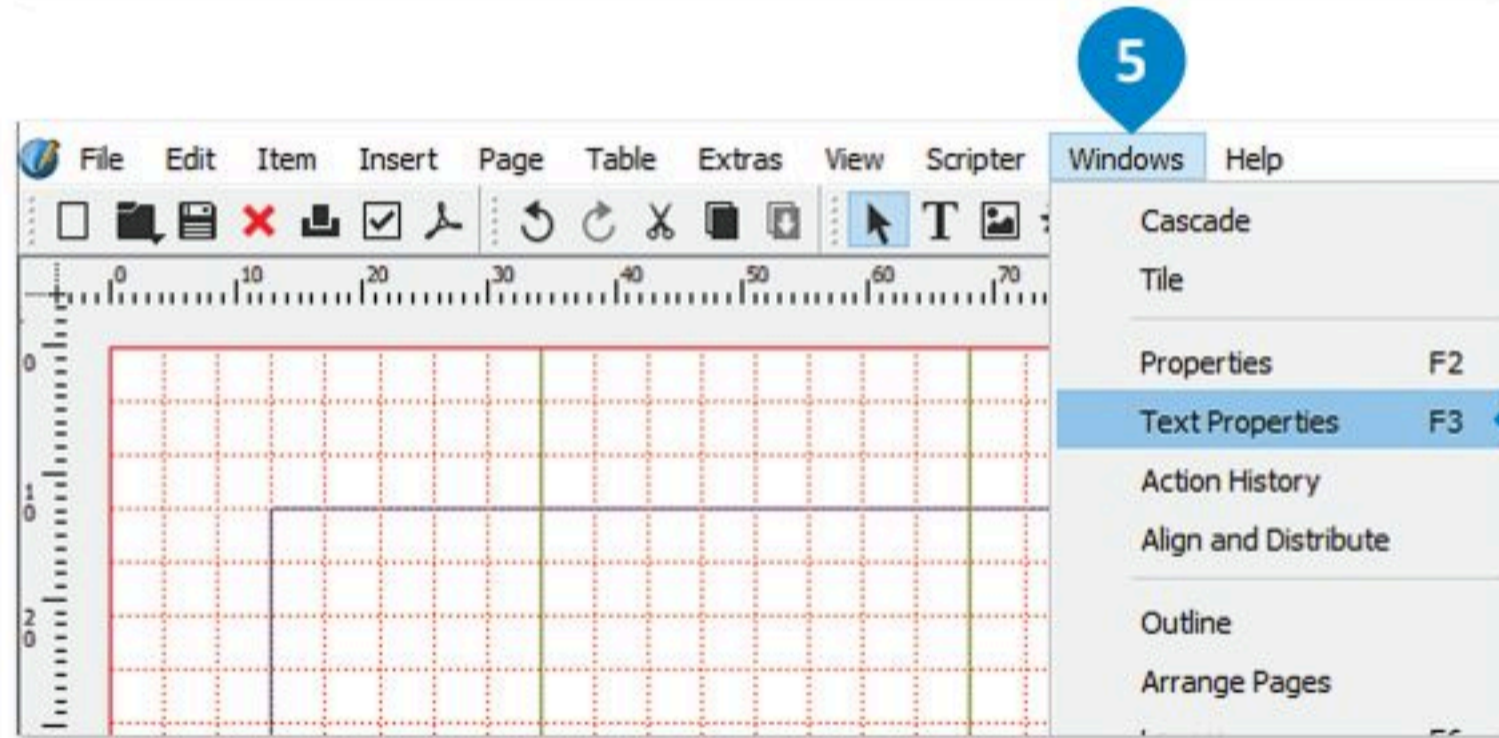 5
File Edit Item Insert Page Table Extras View Scripter Windows Help
T
0 10 20 30 40 50 60 70
Cascade
Tile
0
Properties F2
Text Properties F3
Action History
10
Align and Distribute
20
Outline
Arrange Pages